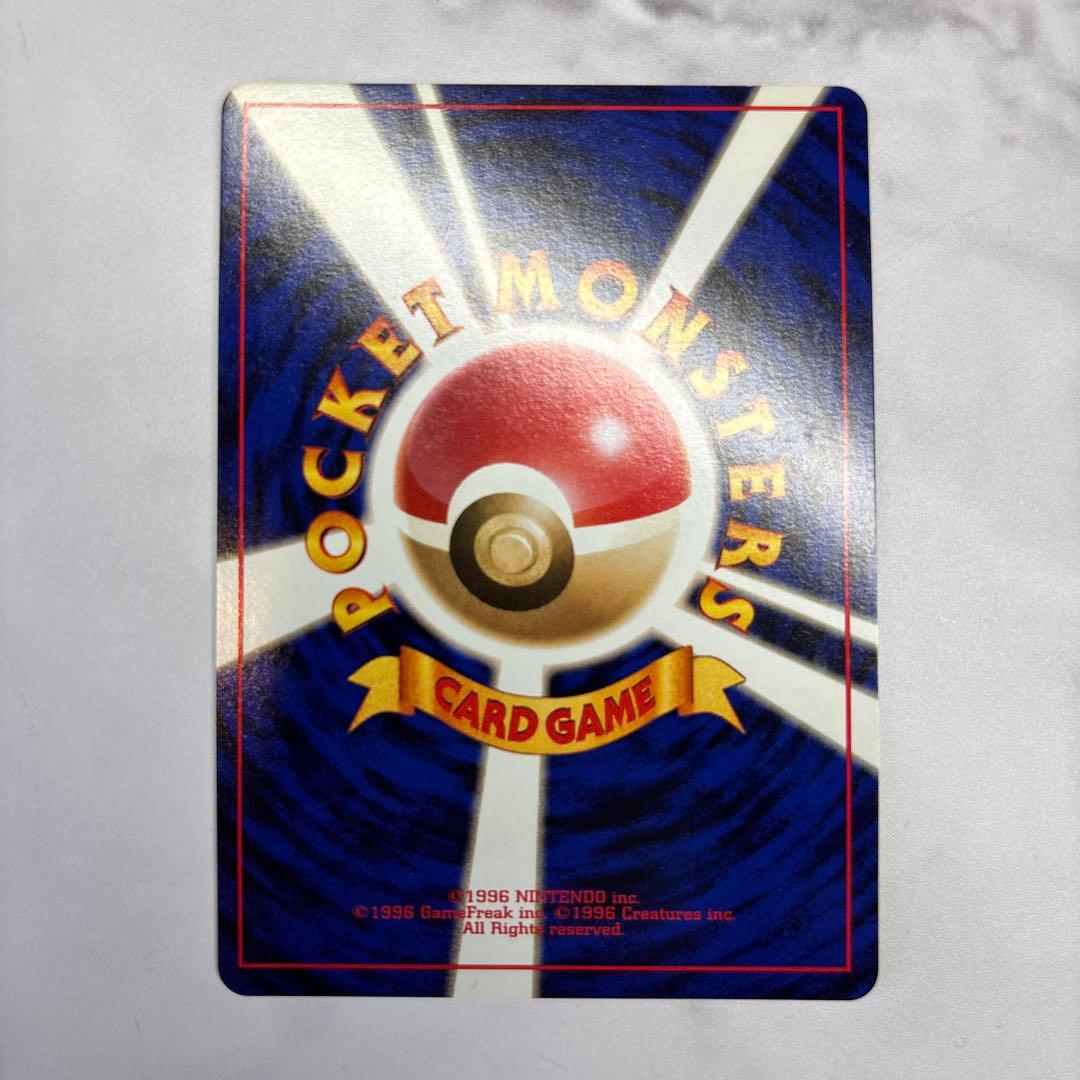 POCKET MONSTERS
CARD GAME
©1996 NINTENDO inc.
©1996 GameFreak inc. ©1996 Creatures inc.
All Rights reserved.